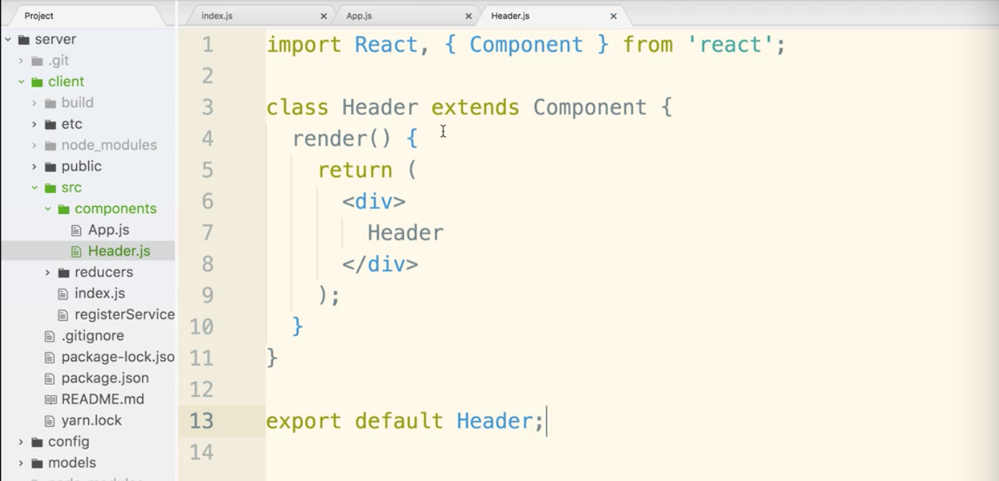 Project
index.js
App.js
Header.js
server
.git
client
build
etc
node_modules
public
src
components
App.js
Header.js
reducers
index.js
registerService
.gitignore
package-lock.jso
package.json
README.md
yarn.lock
config
models
1 import React, { Component } from 'react';
2
3 class Header extends Component {
4   render() {
5     return (
6       <div>
7         Header
8       </div>
9     );
10   }
11 }
12
13 export default Header;
14